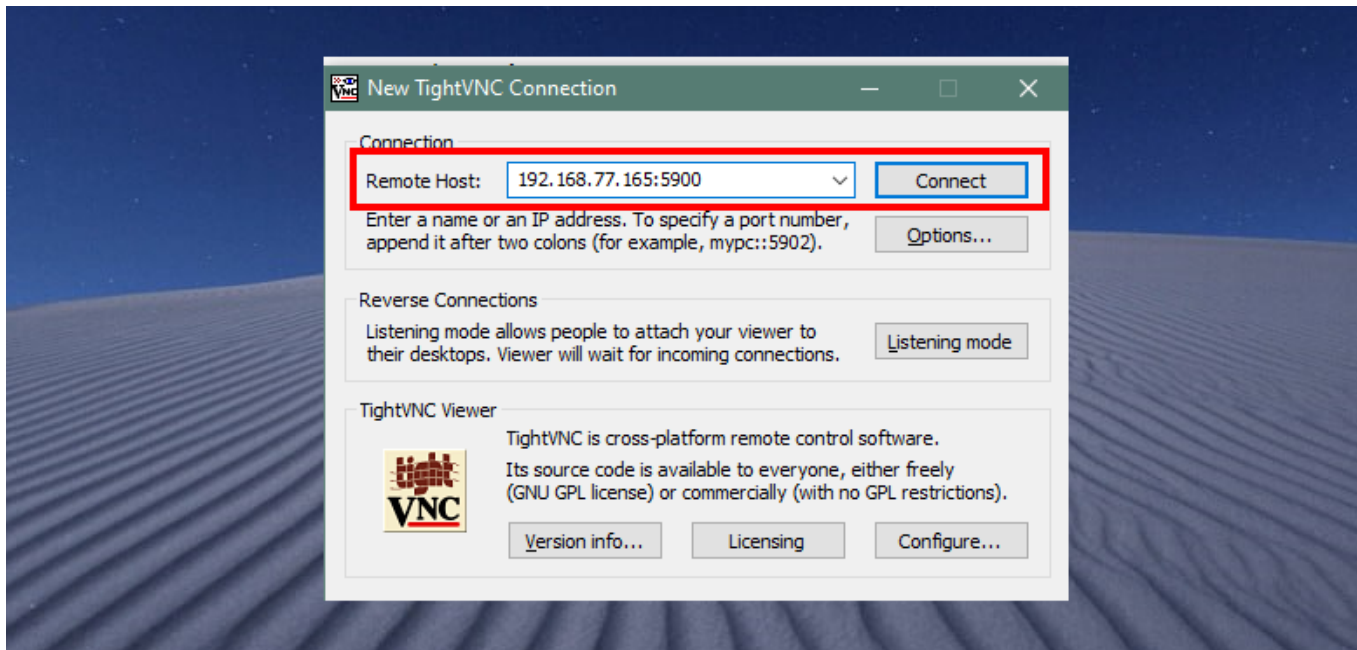 New TightVNC Connection
Connection
Remote Host: 192.168.77.165:5900 Connect
Enter a name or an IP address. To specify a port number,
append it after two colons (for example, mypc::5902).
Options...
Reverse Connections
Listening mode allows people to attach your viewer to
their desktops. Viewer will wait for incoming connections.
Listening mode
TightVNC Viewer
TightVNC is cross-platform remote control software.
Its source code is available to everyone, either freely
(GNU GPL license) or commercially (with no GPL restrictions).
tight
VNC
Version info... Licensing Configure...